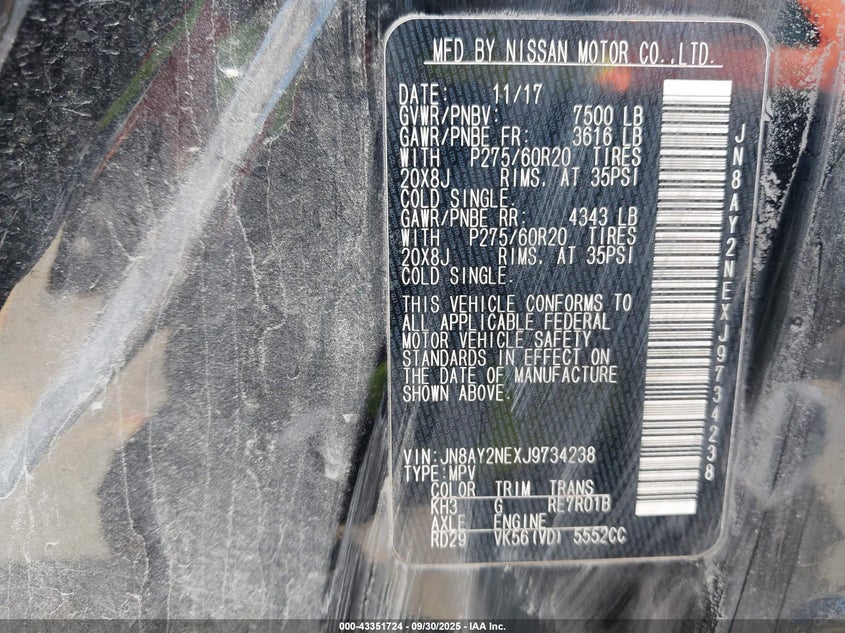 MFD BY NISSAN MOTOR CO.,LTD.
DATE: 11/17
GVWR/PNBV: 7500 LB
GAWR/PNBE FR: 3616 LB
WITH P275/60R20 TIRES
20X8J RIMS, AT 35PSI
COLD SINGLE.
GAWR/PNBE RR: 4343 LB
WITH P275/60R20 TIRES
20X8J RIMS, AT 35PSI
COLD SINGLE.
THIS VEHICLE CONFORMS TO
ALL APPLICABLE FEDERAL
MOTOR VEHICLE SAFETY
STANDARDS IN EFFECT ON
THE DATE OF MANUFACTURE
SHOWN ABOVE.
VIN:JN8AY2NEXJ9734238
TYPE:MPV
COLOR TRIM TRANS
KH3 G RE7R01B
AXLE ENGINE
RD29 VK56(VD) 5552CC
JN8AY2NEXJ9734238
000-43351724 - 09/30/2025 - IAA Inc.